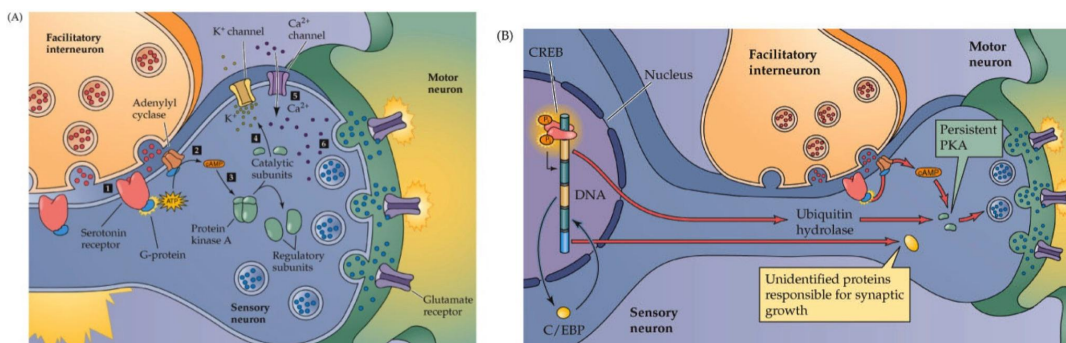 (A)
Facilitatory
interneuron
K⁺ channel
Ca²⁺
channel
Motor
neuron
Adenylyl
cyclase
K⁺
5
Ca²⁺
4
6
2
cAMP
Catalytic
subunits
1
3
ATP
Serotonin
receptor
G-protein
Protein
kinase A
Regulatory
subunits
Sensory
neuron
Glutamate
receptor
(B)
CREB
Nucleus
Facilitatory
interneuron
Motor
neuron
P
P
Persistent
PKA
cAMP
DNA
Ubiquitin
hydrolase
Unidentified proteins
responsible for synaptic
growth
C/EBP
Sensory
neuron